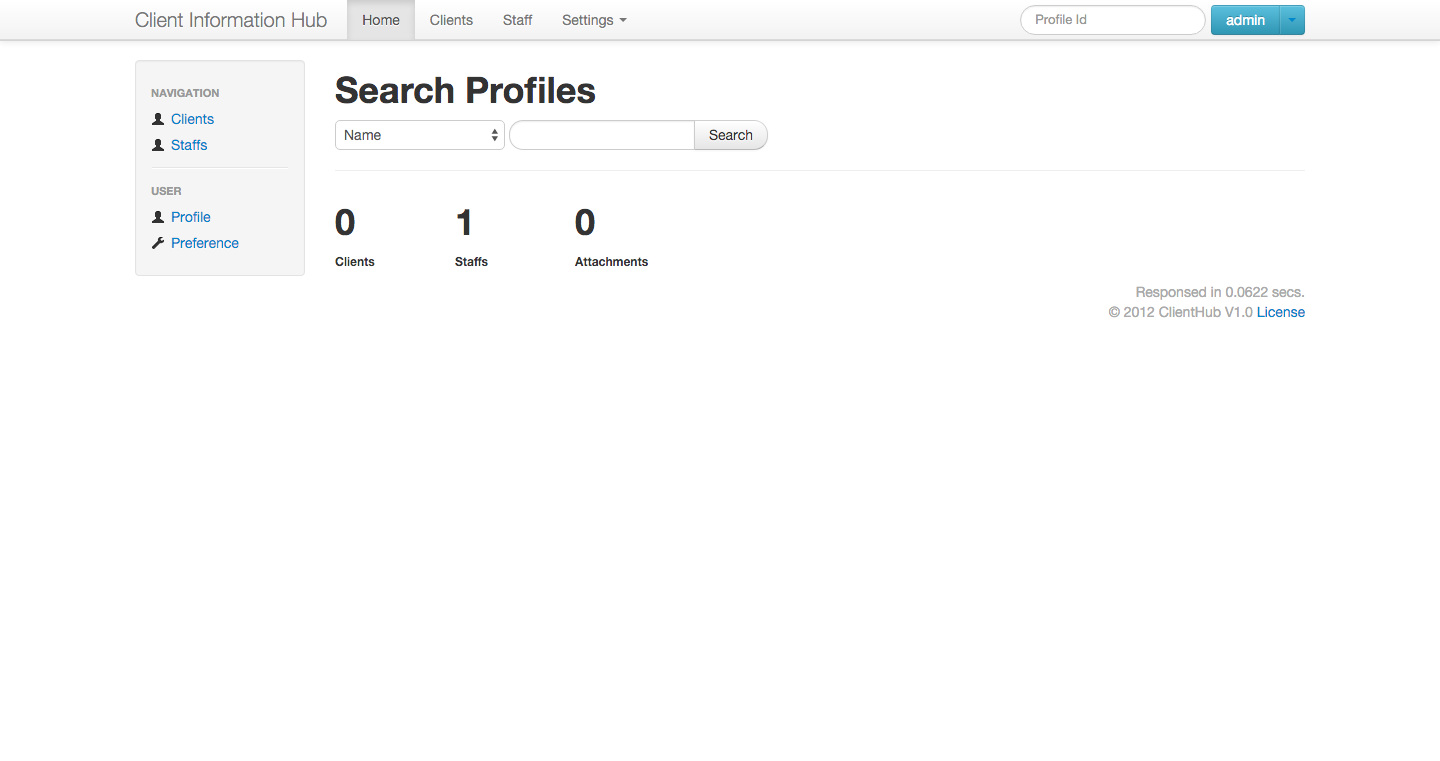 Client Information Hub Home Clients Staff Settings Profile Id admin
NAVIGATION
Clients
Staffs
USER
Profile
Preference
Search Profiles
Name Search
0 1 0
Clients Staffs Attachments
Responsed in 0.0622 secs.
© 2012 ClientHub V1.0 License